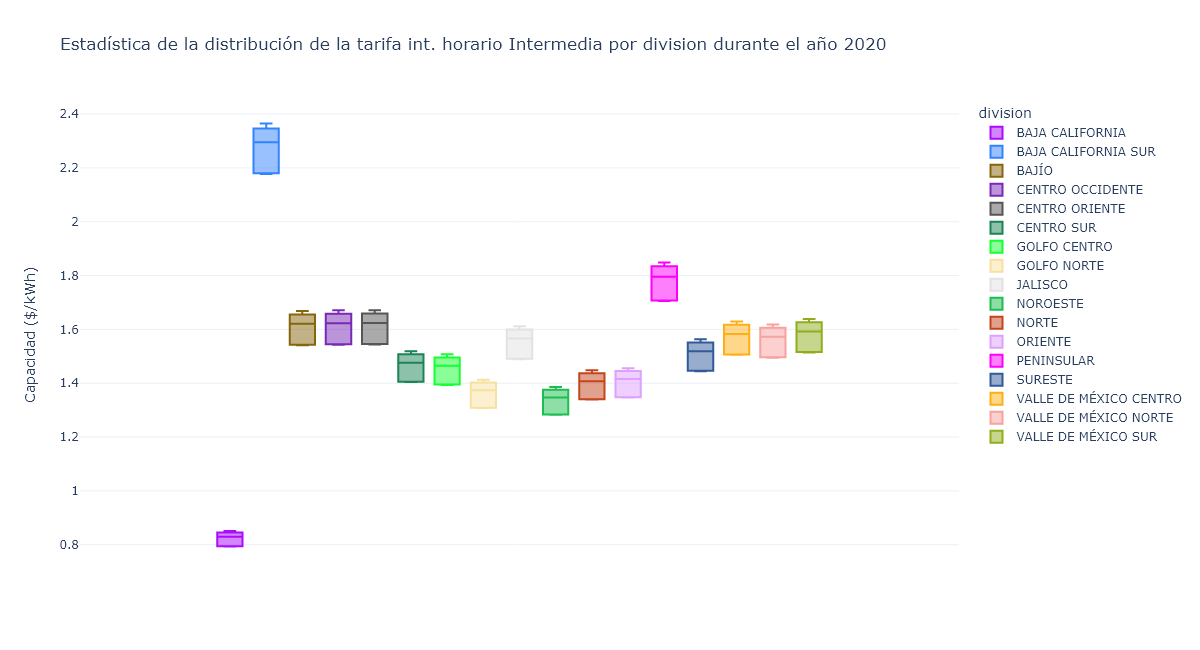 Estadística de la distribución de la tarifa int. horario Intermedia por division durante el año 2020
Capacidad ($/kWh)
2.4
2.2
2
1.8
1.6
1.4
1.2
1
0.8
division
BAJA CALIFORNIA
BAJA CALIFORNIA SUR
BAJÍO
CENTRO OCCIDENTE
CENTRO ORIENTE
CENTRO SUR
GOLFO CENTRO
GOLFO NORTE
JALISCO
NOROESTE
NORTE
ORIENTE
PENINSULAR
SURESTE
VALLE DE MÉXICO CENTRO
VALLE DE MÉXICO NORTE
VALLE DE MÉXICO SUR